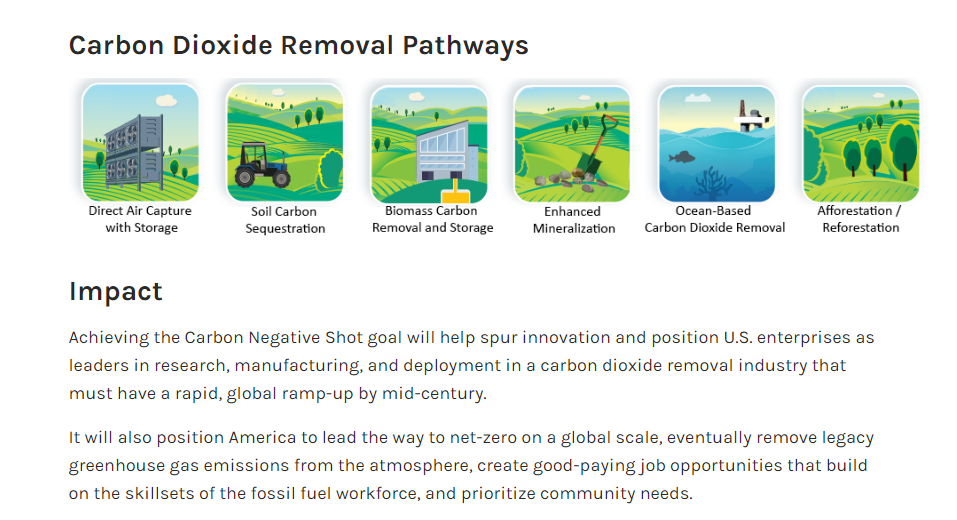 Carbon Dioxide Removal Pathways
Direct Air Capture
with Storage
Soil Carbon
Sequestration
Biomass Carbon
Removal and Storage
Enhanced
Mineralization
Ocean-Based
Carbon Dioxide Removal
Afforestation /
Reforestation
Impact
Achieving the Carbon Negative Shot goal will help spur innovation and position U.S. enterprises as
leaders in research, manufacturing, and deployment in a carbon dioxide removal industry that
must have a rapid, global ramp-up by mid-century.
It will also position America to lead the way to net-zero on a global scale, eventually remove legacy
greenhouse gas emissions from the atmosphere, create good-paying job opportunities that build
on the skillsets of the fossil fuel workforce, and prioritize community needs.